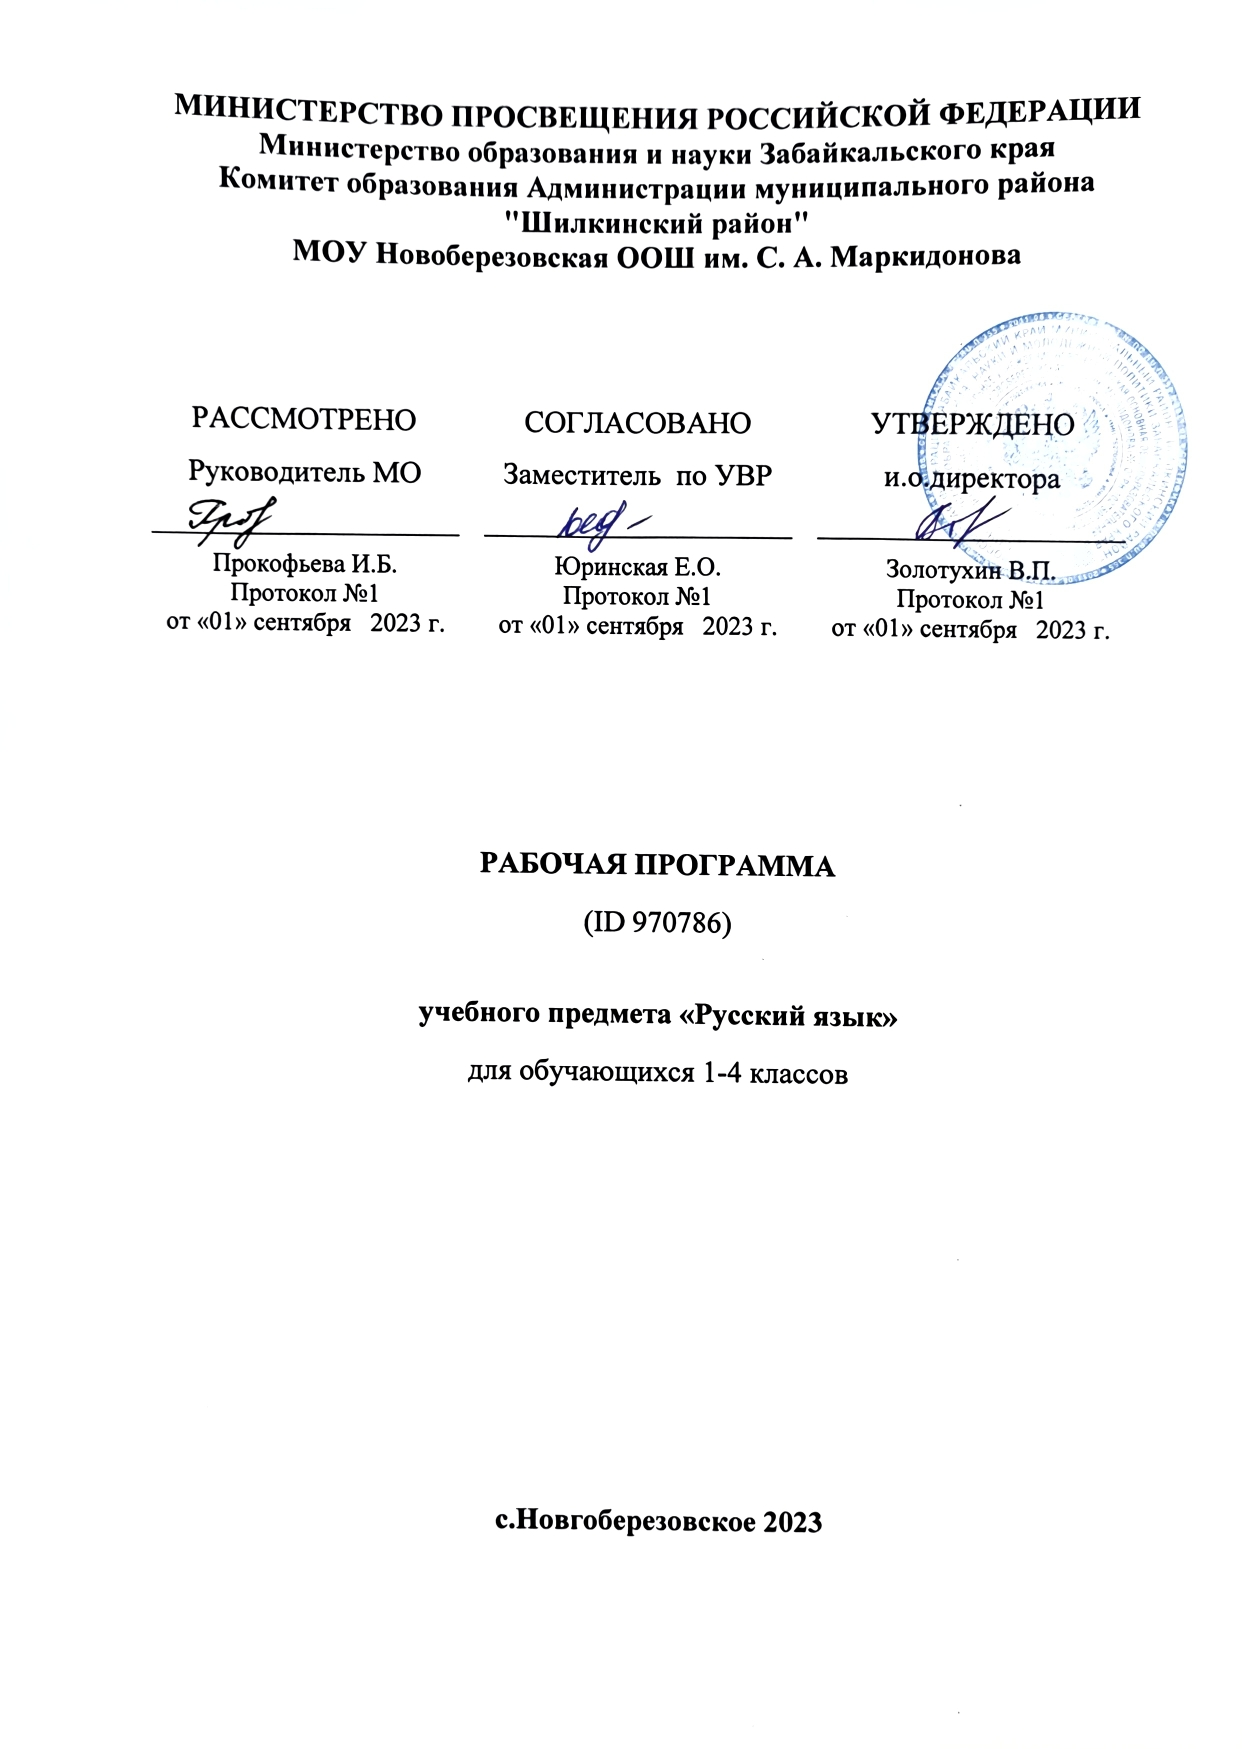 МИНИСТЕРСТВО ПРОСВЕЩЕНИЯ РОССИЙСКОЙ ФЕДЕРАЦИИ
Министерство образования и науки Забайкальского края
Комитет образования Администрации муниципального района
"Шилкинский район"
МОУ Новоберезовская ООШ им. С. А. Маркидонова
РАССМОТРЕНО
Руководитель МО
Прокофьева И.Б.
Протокол №1
от «01» сентября 2023 г.
СОГЛАСОВАНО
Заместитель по УВР
Юринская Е.О.
Протокол №1
от «01» сентября 2023 г.
УТВЕРЖДЕНО
и.о.директора
Золотухин В.П.
Протокол №1
от «01» сентября 2023 г.
РАБОЧАЯ ПРОГРАММА
(ID 970786)
учебного предмета «Русский язык»
для обучающихся 1-4 классов
с.Новгоберезовское 2023